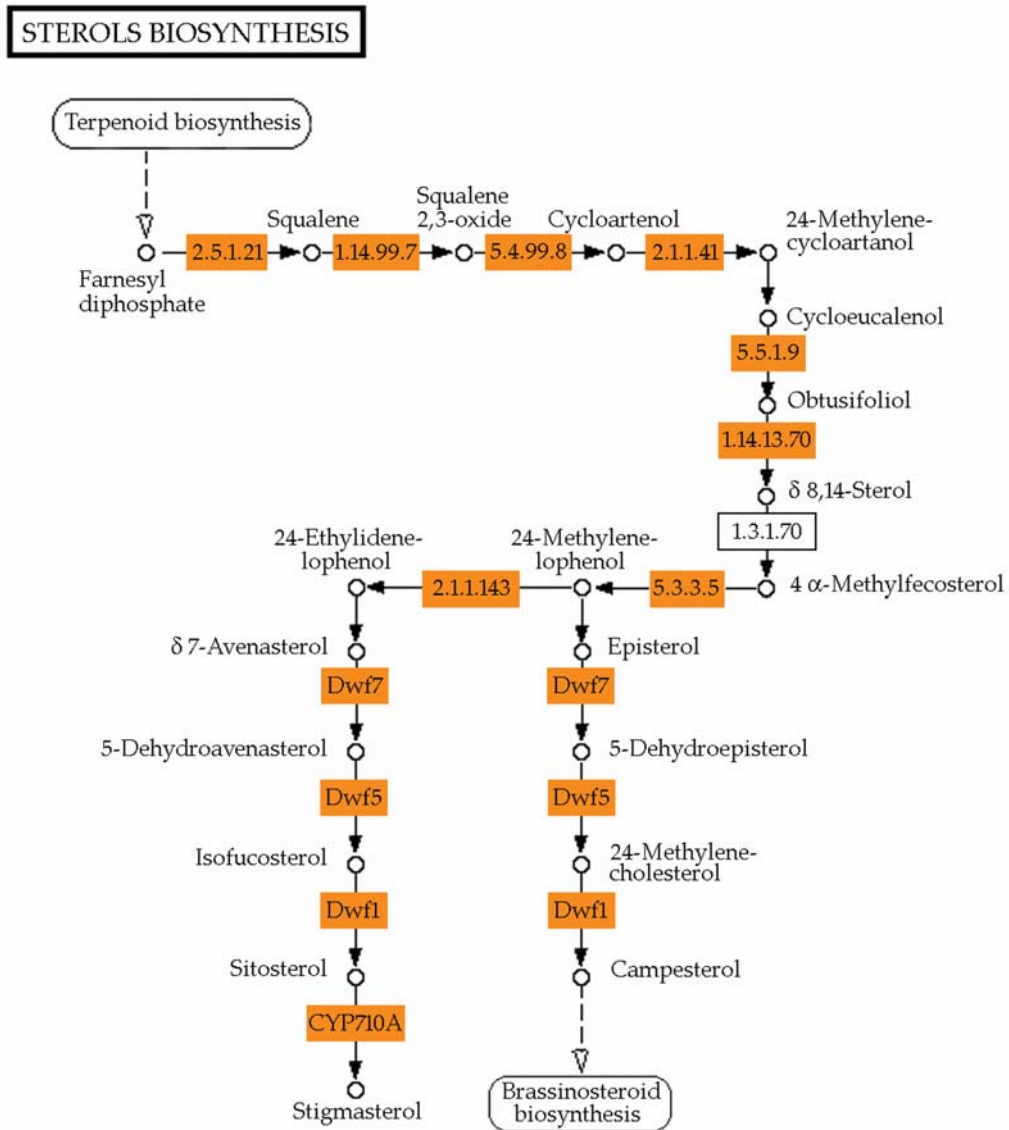 STEROLS BIOSYNTHESIS
Terpenoid biosynthesis
Squalene
Squalene
2,3-oxide
Cycloartenol
24-Methylene-
cycloartanol
2.5.1.21
1.14.99.7
5.4.99.8
2.1.1.41
Farnesyl
diphosphate
Cycloeucalenol
5.5.1.9
Obtusifoliol
1.14.13.70
δ 8,14-Sterol
1.3.1.70
24-Ethylidene-
lophenol
24-Methylene-
lophenol
2.1.1.143
5.3.3.5
4 α-Methylfecosterol
δ 7-Avenasterol
Episterol
Dwf7
Dwf7
5-Dehydroavenasterol
5-Dehydroepisterol
Dwf5
Dwf5
Isofucosterol
24-Methylene-
cholesterol
Dwf1
Dwf1
Sitosterol
Campesterol
CYP710A
Stigmasterol
Brassinosteroid
biosynthesis